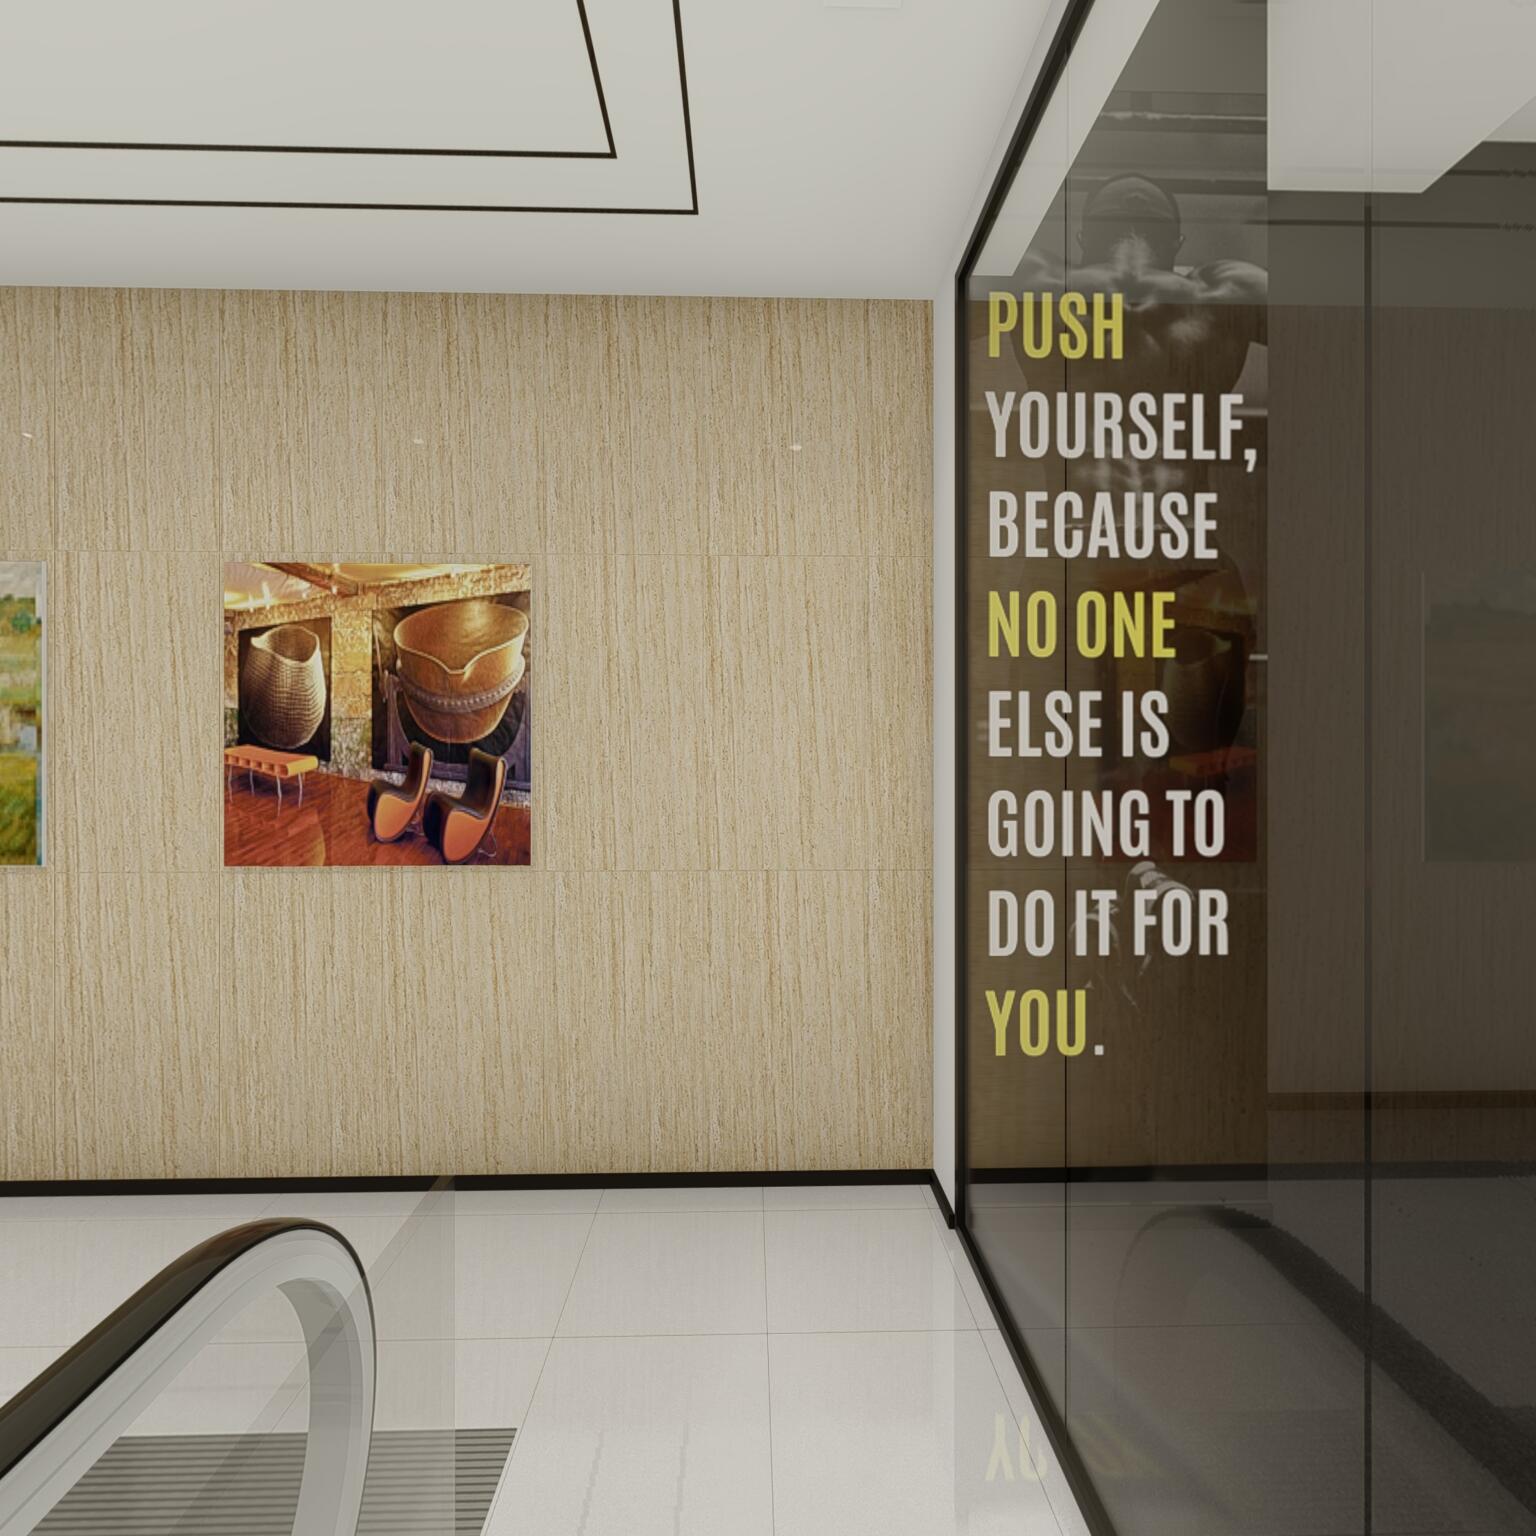 PUSH
YOURSELF,
BECAUSE
NO ONE
ELSE IS
GOING TO
DO IT FOR
YOU.